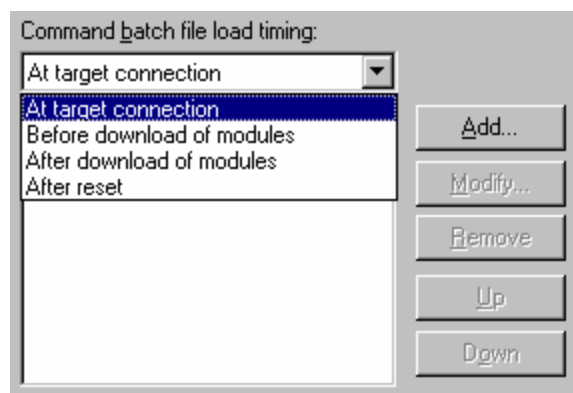 Command batch file load timing:
At target connection
At target connection
Before download of modules
After download of modules
After reset
Add...
Modify...
Remove
Up
Down